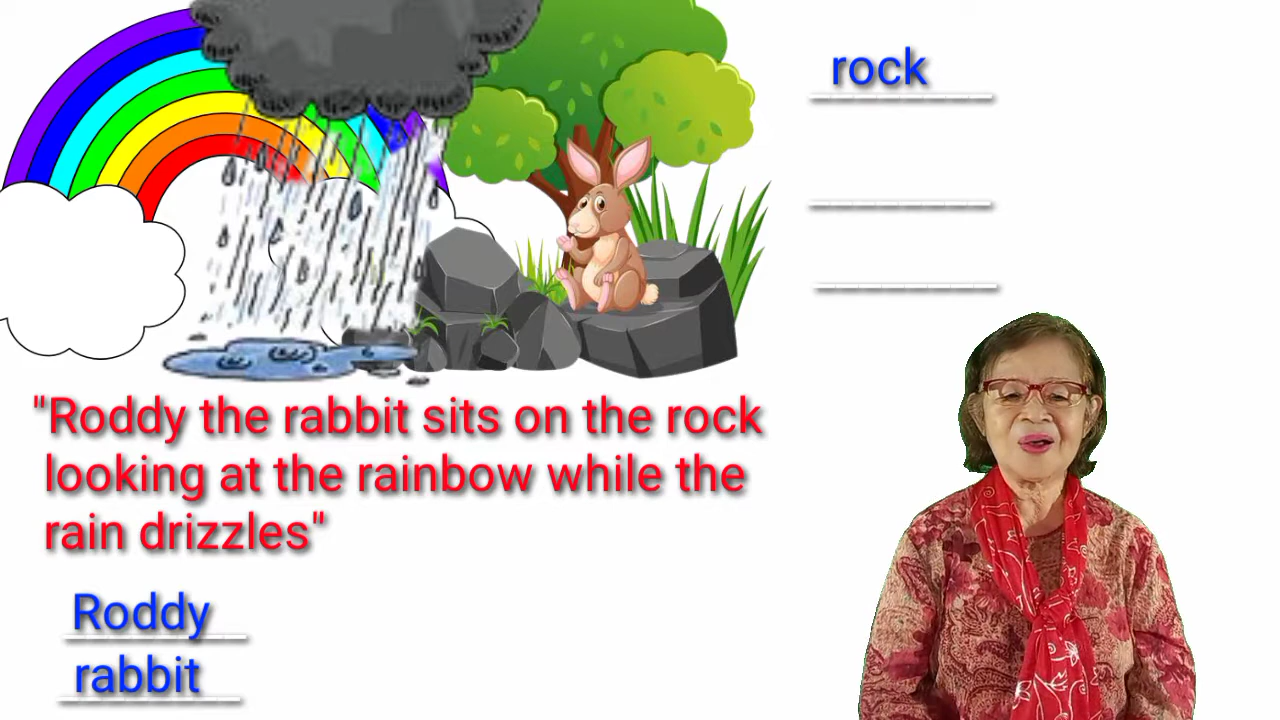 rock
"Roddy the rabbit sits on the rock
looking at the rainbow while the
rain drizzles"
Roddy
rabbit